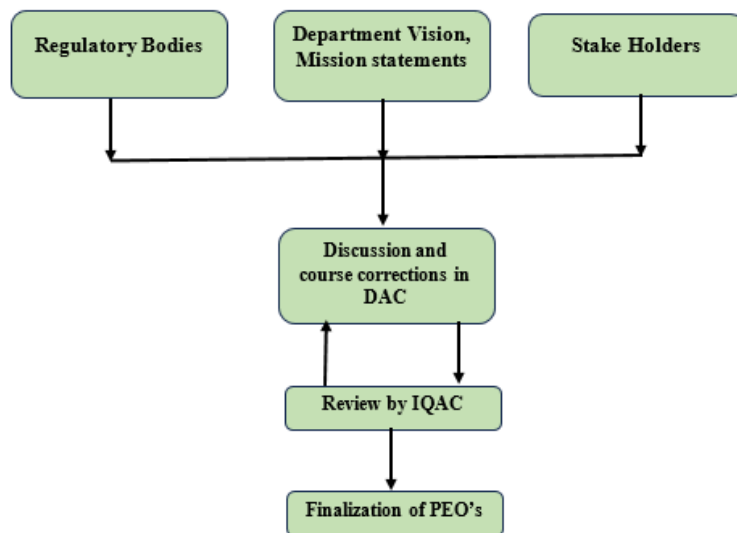 Regulatory Bodies
Department Vision,
Mission statements
Stake Holders
Discussion and
course corrections in
DAC
Review by IQAC
Finalization of PEO’s